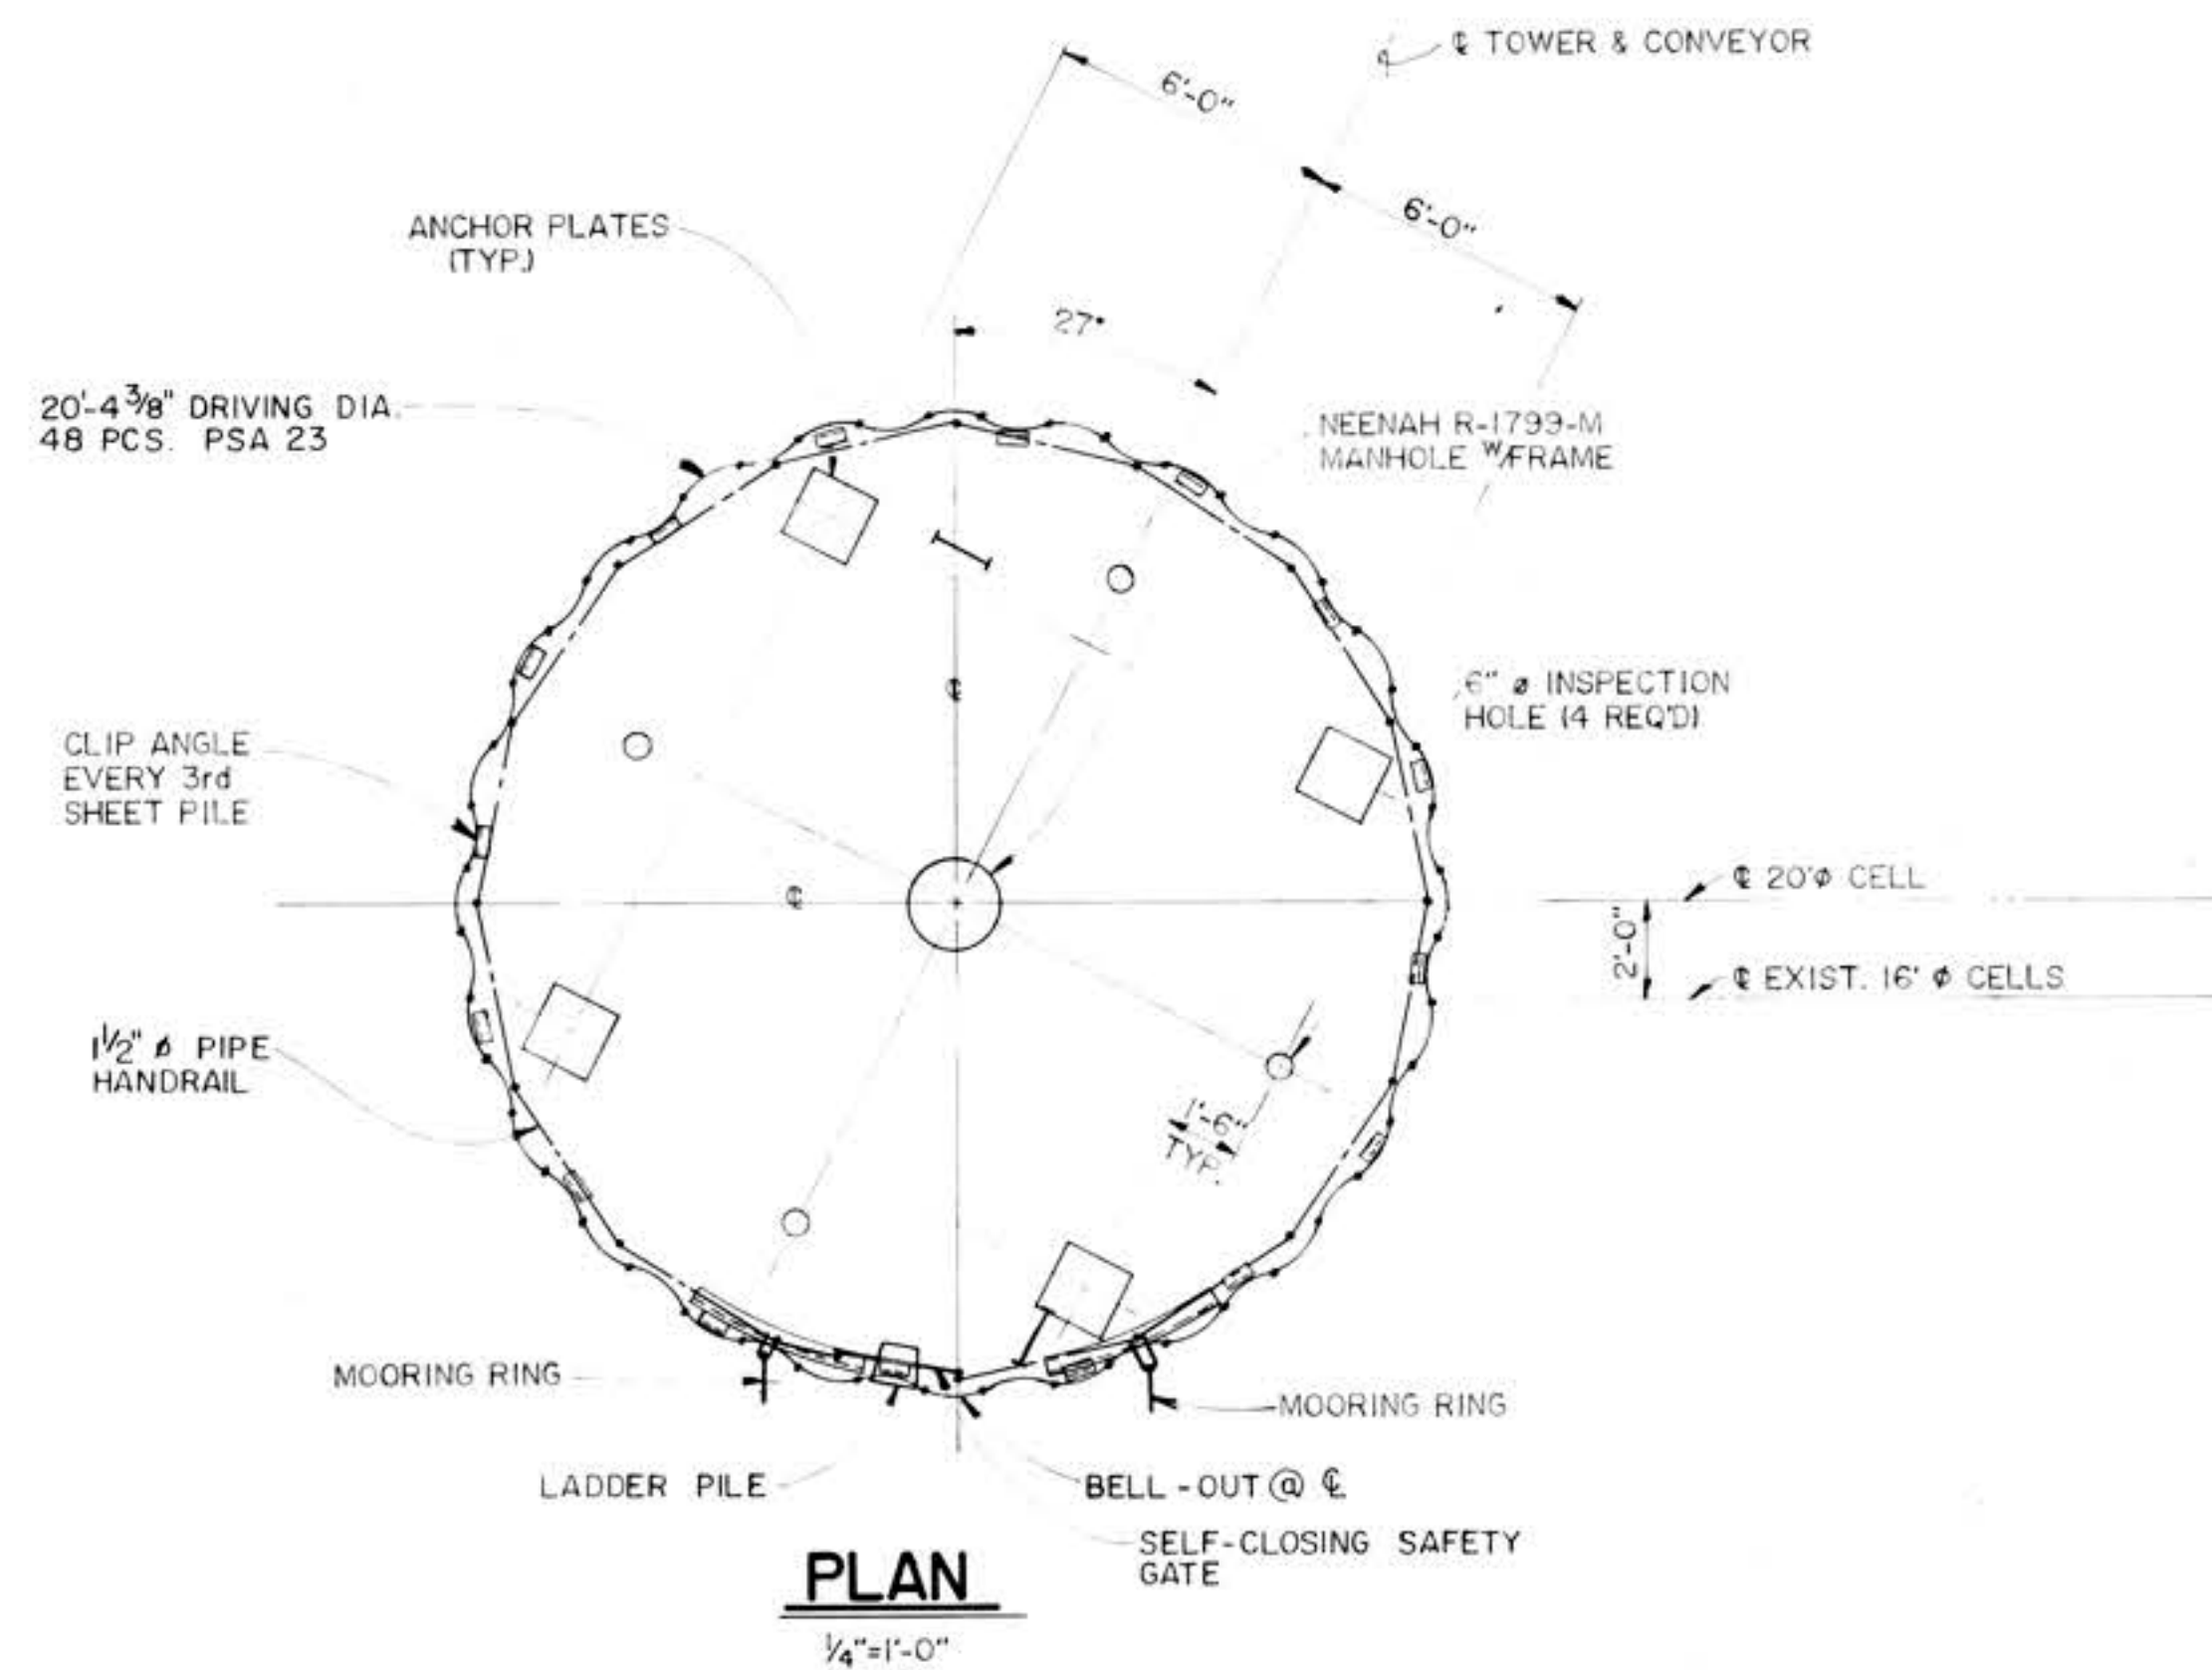 ℄ TOWER & CONVEYOR
6'-0"
6'-0"
ANCHOR PLATES
(TYP.)
27°
20'-4 3/8" DRIVING DIA.
48 PCS. PSA 23
NEENAH R-1799-M
MANHOLE W/FRAME
6" ø INSPECTION
HOLE (4 REQ'D)
℄
CLIP ANGLE
EVERY 3rd
SHEET PILE
℄
℄ 20'ø CELL
2'-0"
℄ EXIST. 16' ø CELLS
1 1/2" ø PIPE
HANDRAIL
1'-6"
TYP.
MOORING RING
MOORING RING
LADDER PILE
BELL-OUT @ ℄
SELF-CLOSING SAFETY
GATE
PLAN
1/4"=1'-0"